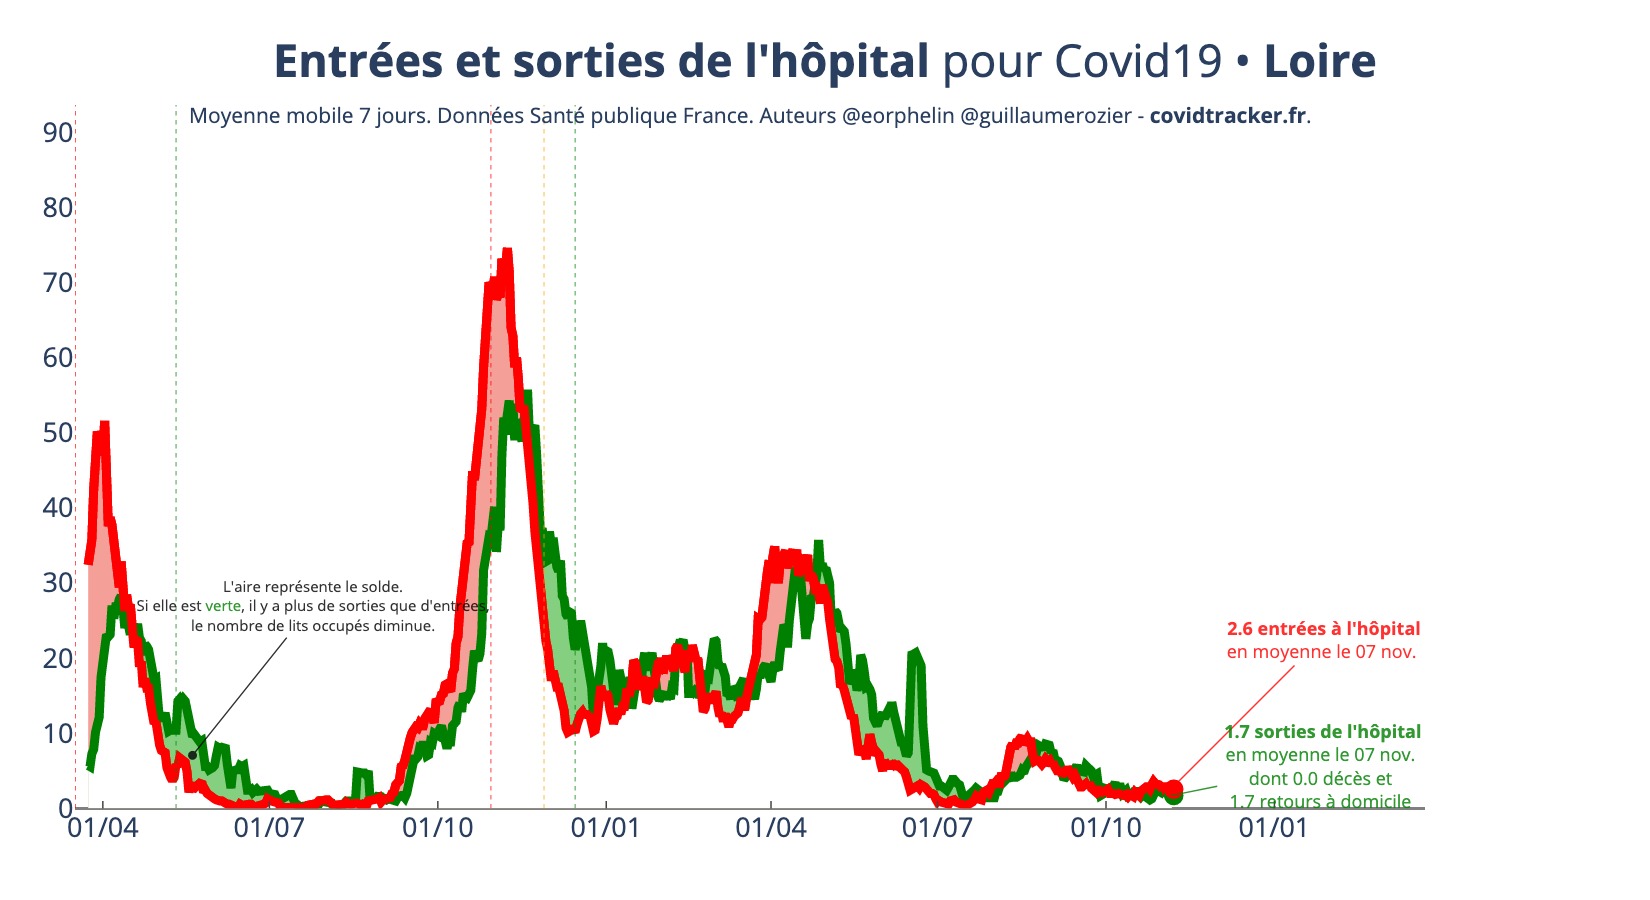 Entrées et sorties de l'hôpital pour Covid19 • Loire
Moyenne mobile 7 jours. Données Santé publique France. Auteurs @eorphelin @guillaumerozier - covidtracker.fr.
90
80
70
60
50
40
30
20
10
0
L'aire représente le solde.
Si elle est verte, il y a plus de sorties que d'entrées,
le nombre de lits occupés diminue.
2.6 entrées à l'hôpital
en moyenne le 07 nov.
1.7 sorties de l'hôpital
en moyenne le 07 nov.
dont 0.0 décès et
1.7 retours à domicile
01/04
01/07
01/10
01/01
01/04
01/07
01/10
01/01